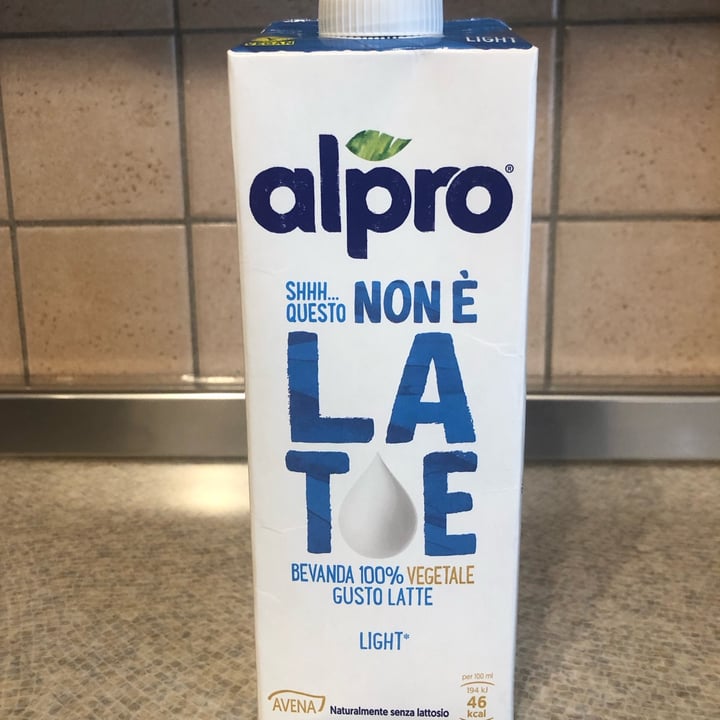 VEGAN
LIGHT
alpro®
SHHH...
QUESTO NON È
LA
T E
BEVANDA 100% VEGETALE
GUSTO LATTE
LIGHT*
per 100 ml
194 kJ
46
kcal
AVENA
Naturalmente senza lattosio